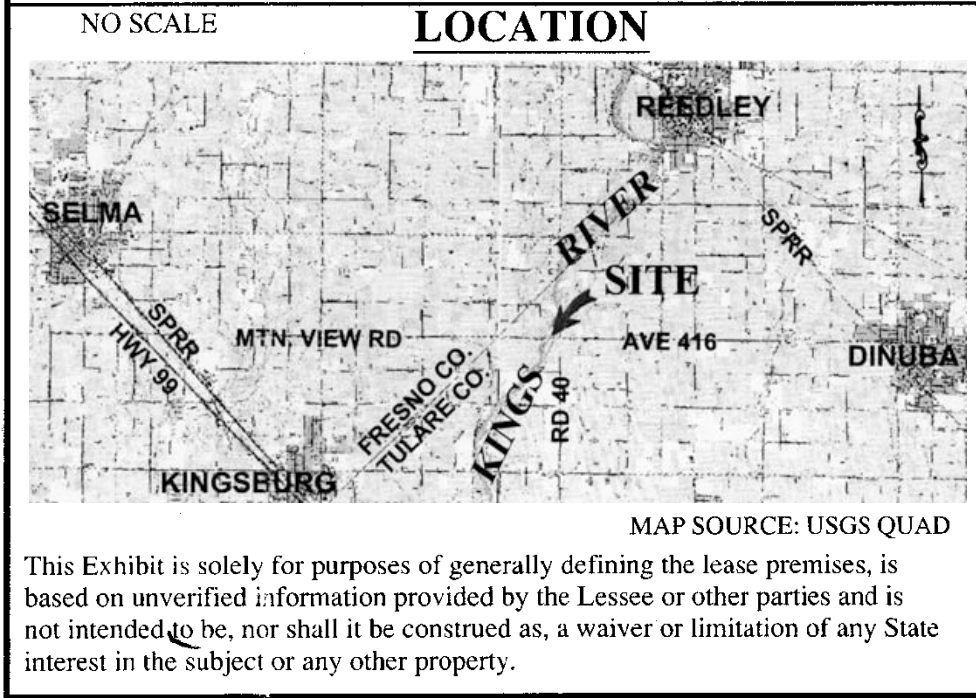 NO SCALE
LOCATION
REEDLEY
SELMA
RIVER
SPRR
SITE
SPRR
HWY 99
MTN. VIEW RD
AVE 416
DINUBA
FRESNO CO.
TULARE CO.
KINGS
RD 40
KINGSBURG
MAP SOURCE: USGS QUAD
This Exhibit is solely for purposes of generally defining the lease premises, is
based on unverified information provided by the Lessee or other parties and is
not intended to be, nor shall it be construed as, a waiver or limitation of any State
interest in the subject or any other property.